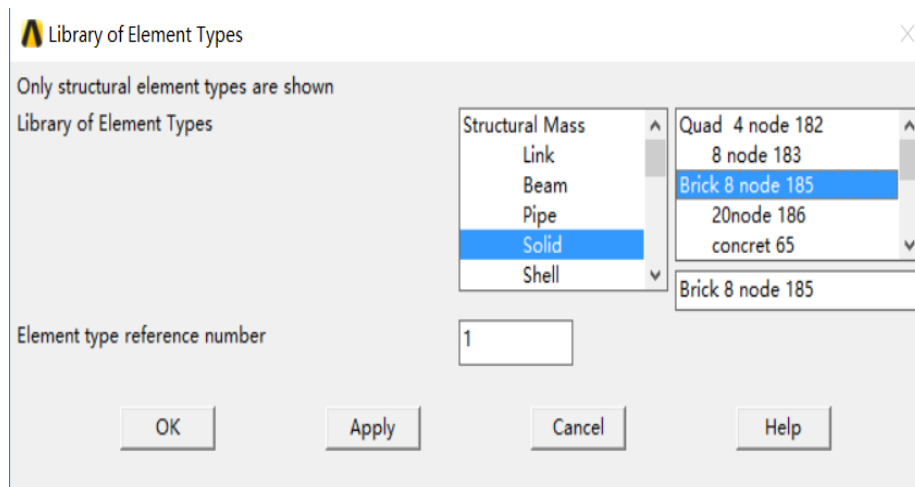 Library of Element Types
Only structural element types are shown
Library of Element Types
Structural Mass
Link
Beam
Pipe
Solid
Shell
Quad 4 node 182
8 node 183
Brick 8 node 185
20node 186
concret 65
Brick 8 node 185
Element type reference number
1
OK
Apply
Cancel
Help